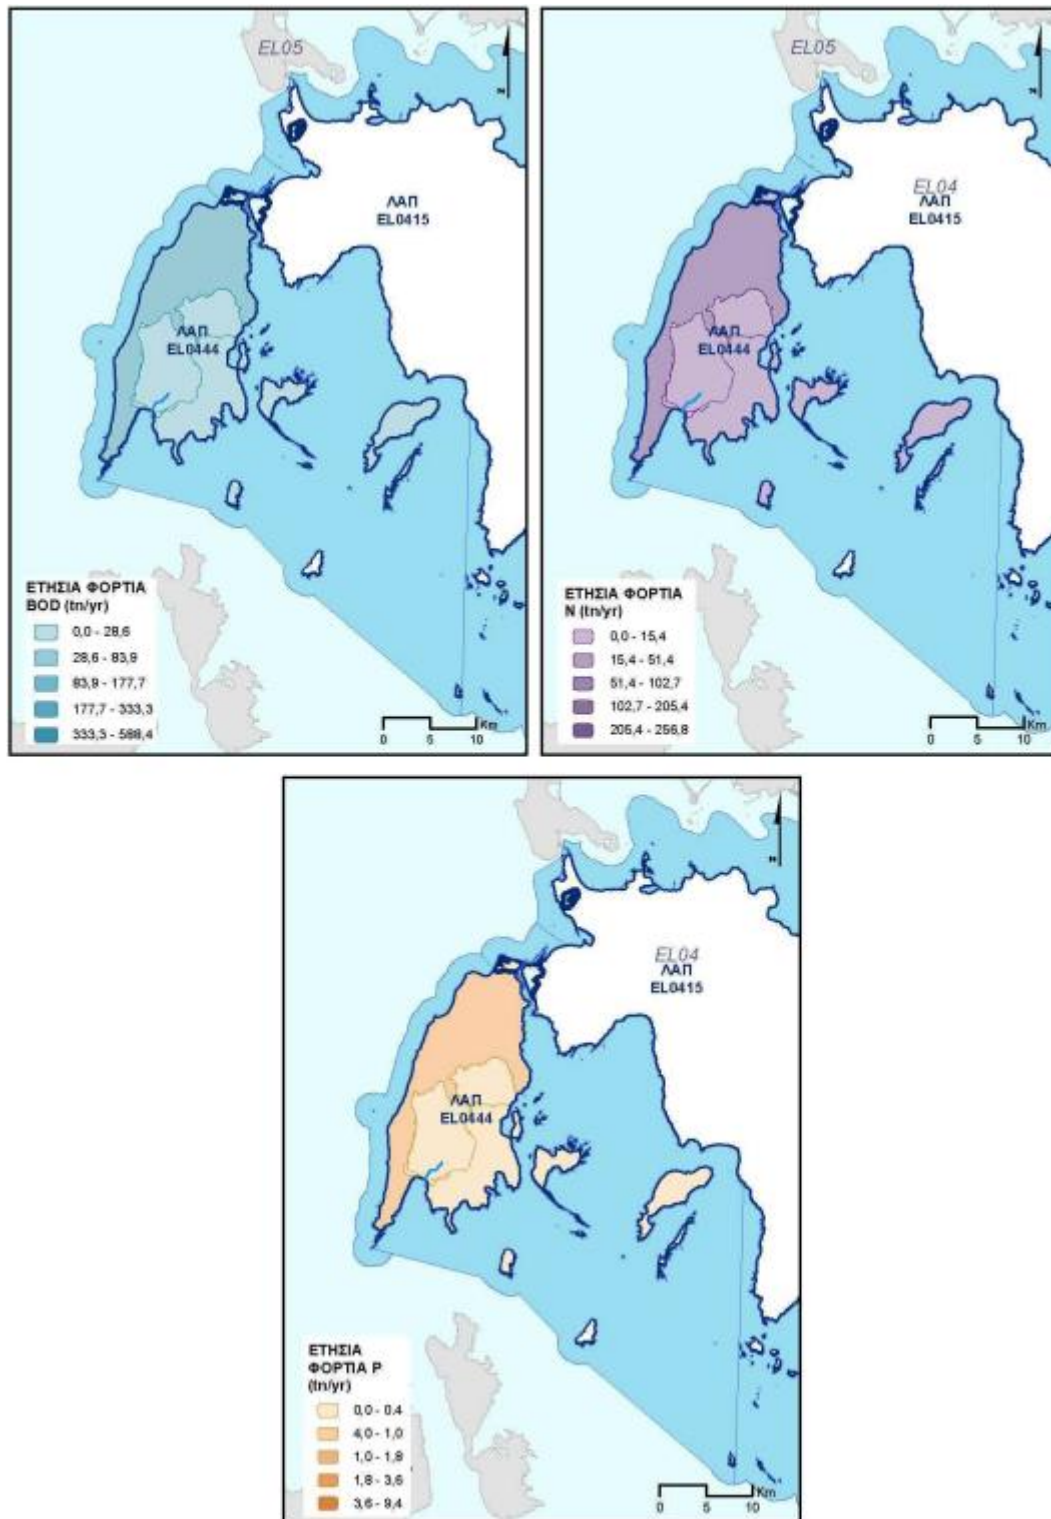 EL05
N
ΛΑΠ
EL0415
ΛΑΠ
EL0444
ΕΤΗΣΙΑ ΦΟΡΤΙΑ
BOD (tn/yr)
0,0 - 28,6
28,6 - 83,9
83,9 - 177,7
177,7 - 333,3
333,3 - 588,4
Km
0 5 10
EL05
N
EL04
ΛΑΠ
EL0415
ΛΑΠ
EL0444
ΕΤΗΣΙΑ ΦΟΡΤΙΑ
N (tn/yr)
0,0 - 15,4
15,4 - 51,4
51,4 - 102,7
102,7 - 205,4
205,4 - 256,8
Km
0 5 10
N
EL04
ΛΑΠ
EL0415
ΛΑΠ
EL0444
ΕΤΗΣΙΑ
ΦΟΡΤΙΑ P
(tn/yr)
0,0 - 0,4
4,0 - 1,0
1,0 - 1,8
1,8 - 3,6
3,6 - 9,4
Km
0 5 10